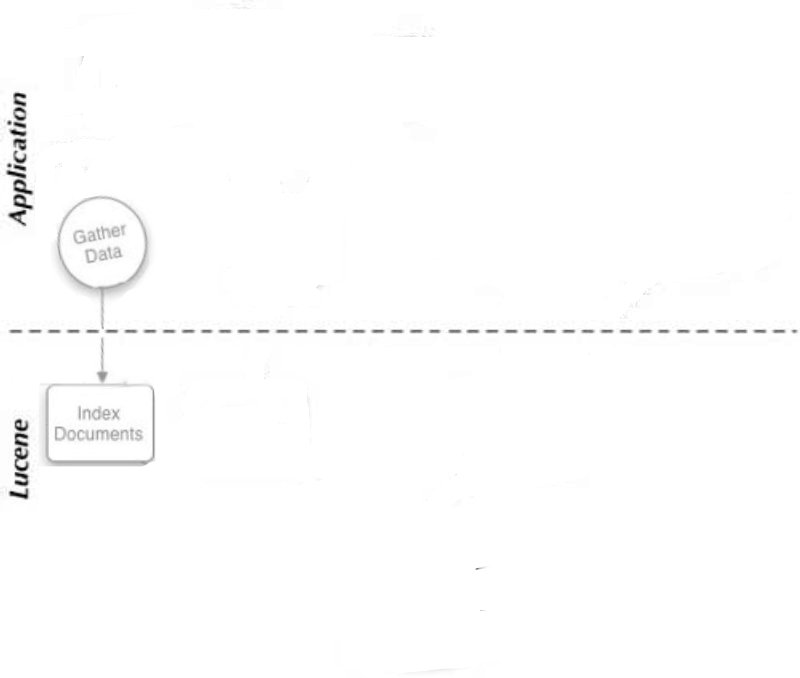 Application
Gather
Data
Index
Documents
Lucene